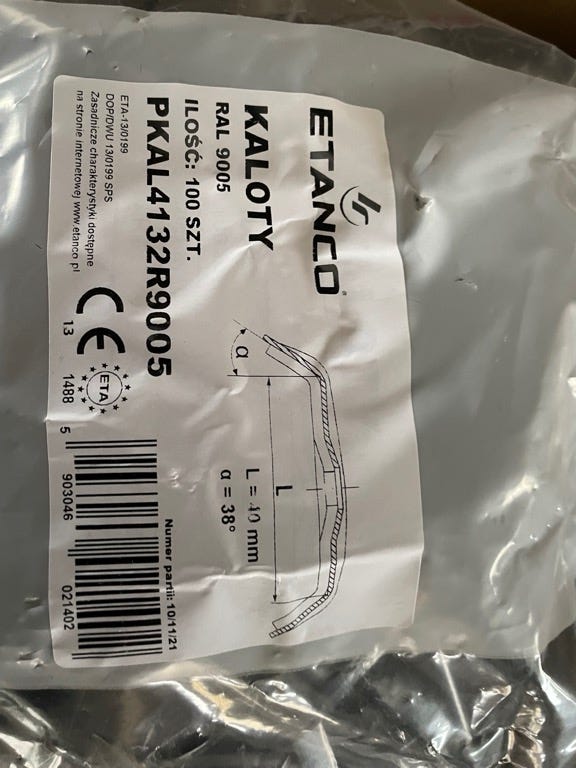 ETANCO®
KALOTY
RAL 9005
ILOŚĆ: 100 SZT.
PKAL4132R9005
ETA-13/0199
DOP/DWU 13/0199 SPS
Zasadnicze charakterystyki dostępne
na stronie internetowej www.etanco.pl
CE
13
ETA
1488
α
L
L = 40 mm
α = 38°
Numer partii: 10/11/21
5 903046 021402